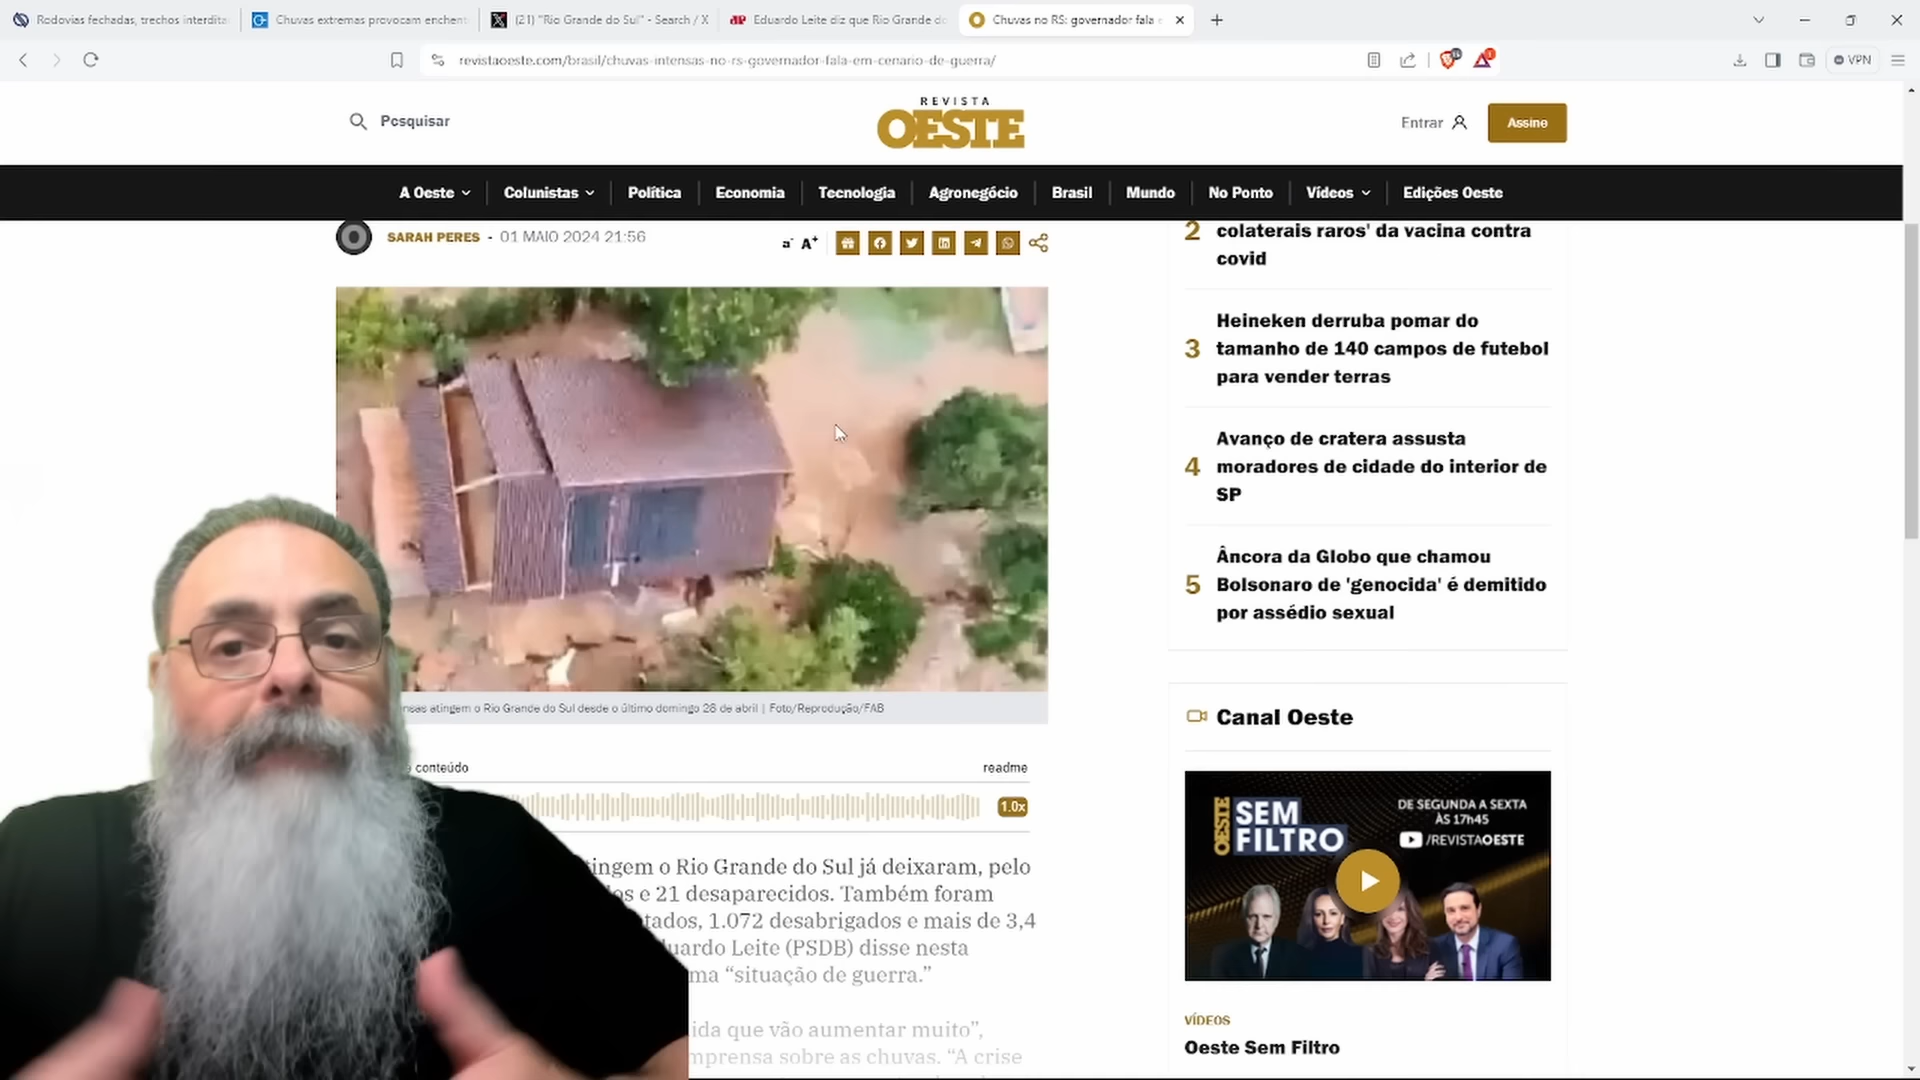 Rodovias fechadas, trechos interdita
Chuvas extremas provocam enchent
(21) "Rio Grande do Sul" - Search / X
Eduardo Leite diz que Rio Grande do
Chuvas no RS: governador fala e
revistaoeste.com/brasil/chuvas-intensas-no-rs-governador-fala-em-cenario-de-guerra/
VPN
Pesquisar
REVISTA
OESTE
Entrar
Assine
A Oeste
Colunistas
Política
Economia
Tecnologia
Agronegócio
Brasil
Mundo
No Ponto
Vídeos
Edições Oeste
SARAH PERES - 01 MAIO 2024 21:56
a- A+
nsas atingem o Rio Grande do Sul desde o último domingo 28 de abril | Foto/Reprodução/FAB
conteúdo
readme
1.0x
tingem o Rio Grande do Sul já deixaram, pelo
os e 21 desaparecidos. Também foram
tados, 1.072 desabrigados e mais de 3,4
uardo Leite (PSDB) disse nesta
ma “situação de guerra.”
ida que vão aumentar muito”,
mprensa sobre as chuvas. “A crise
2
colaterais raros' da vacina contra
covid
3
Heineken derruba pomar do
tamanho de 140 campos de futebol
para vender terras
4
Avanço de cratera assusta
moradores de cidade do interior de
SP
5
Âncora da Globo que chamou
Bolsonaro de 'genocida' é demitido
por assédio sexual
Canal Oeste
OESTE
SEM
FILTRO
DE SEGUNDA A SEXTA
ÀS 17h45
/REVISTAOESTE
VÍDEOS
Oeste Sem Filtro